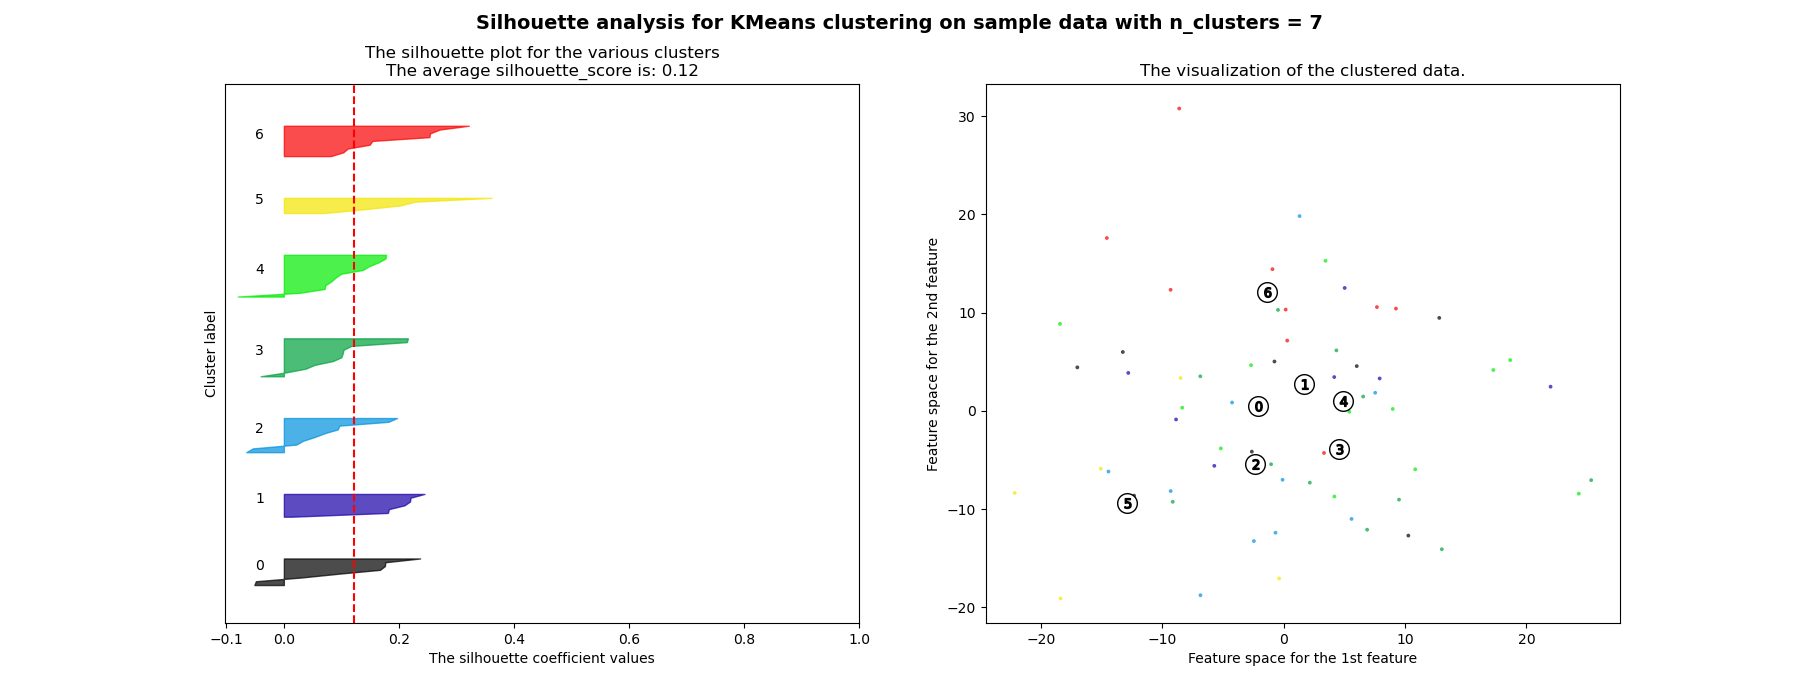 Silhouette analysis for KMeans clustering on sample data with n_clusters = 7
The silhouette plot for the various clusters
The average silhouette_score is: 0.12
6
5
4
3
2
1
0
Cluster label
−0.1 0.0 0.2 0.4 0.6 0.8 1.0
The silhouette coefficient values
The visualization of the clustered data.
30
20
10
0
−10
−20
Feature space for the 2nd feature
6
1
4
0
3
2
5
−20 −10 0 10 20
Feature space for the 1st feature